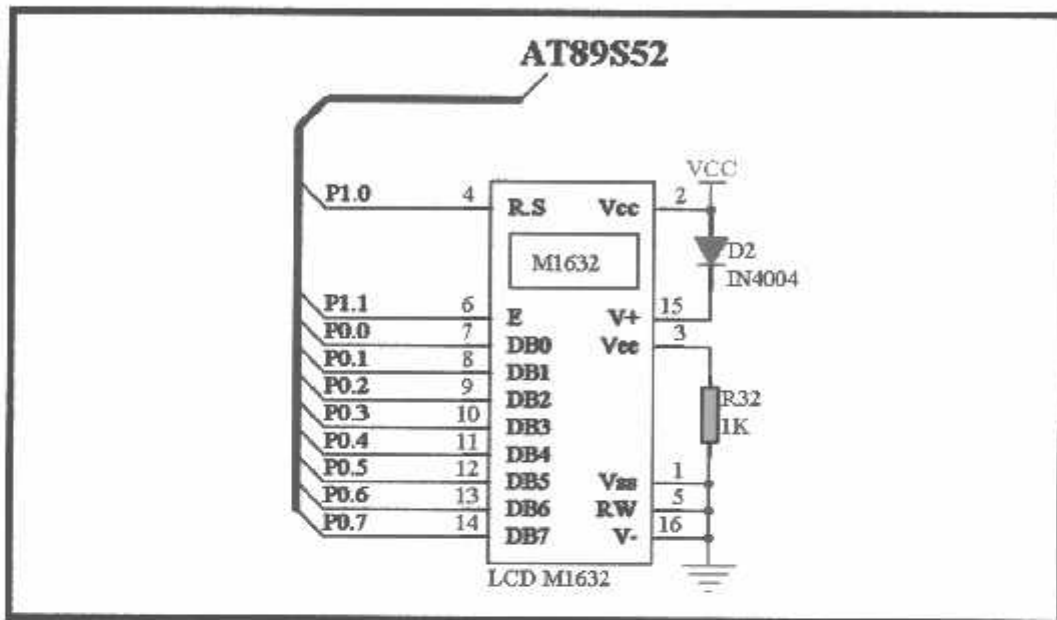 AT89S52
VCC
P1.0 4 R.S Vcc 2
M1632
D2
IN4004
P1.1 6 E V+ 15
P0.0 7 DB0 Vee 3
P0.1 8 DB1
P0.2 9 DB2
P0.3 10 DB3
R32
1K
P0.4 11 DB4
P0.5 12 DB5 Vss 1
P0.6 13 DB6 RW 5
P0.7 14 DB7 V- 16
LCD M1632